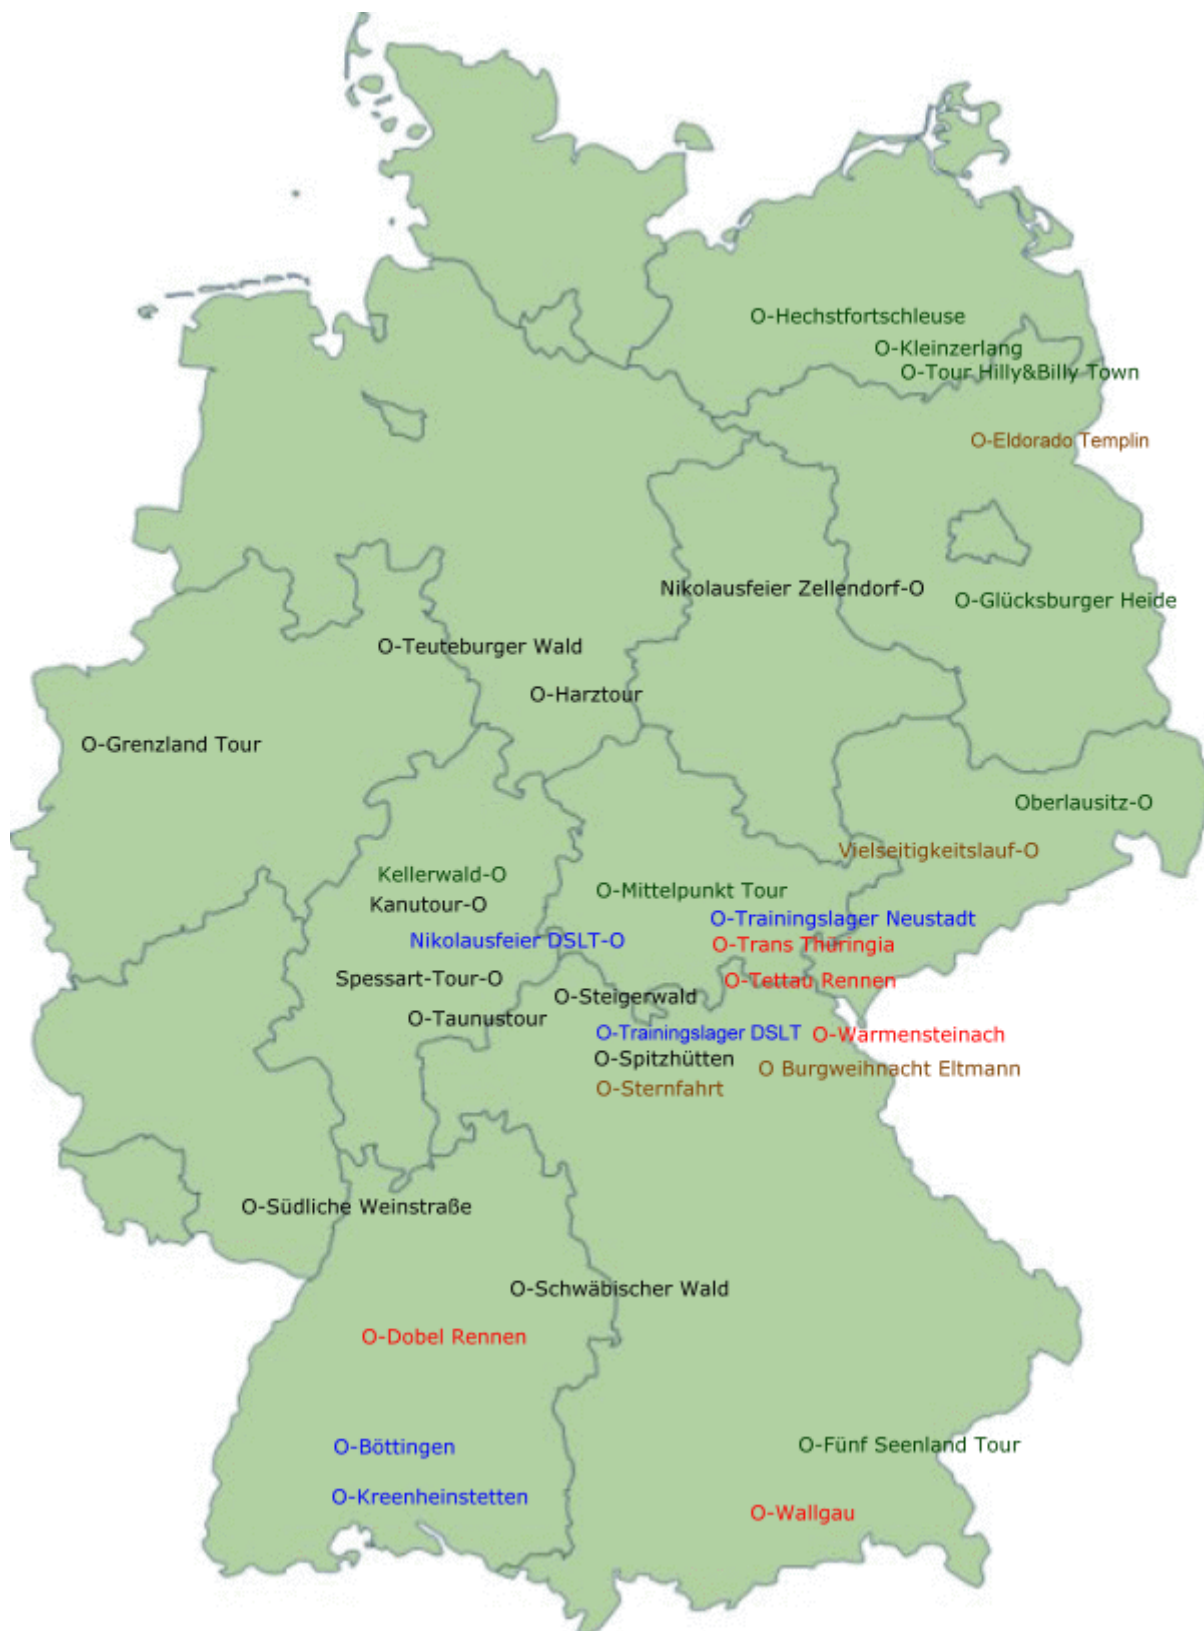 O-Hechstfortschleuse
O-Kleinzerlang
O-Tour Hilly&Billy Town
O-Eldorado Templin
Nikolausfeier Zellendorf-O
O-Glücksburger Heide
O-Teuteburger Wald
O-Harztour
O-Grenzland Tour
Oberlausitz-O
Vielseitigkeitslauf-O
Kellerwald-O
O-Mittelpunkt Tour
Kanutour-O
O-Trainingslager Neustadt
Nikolausfeier DSLT-O
O-Trans Thüringia
Spessart-Tour-O
O-Tettau Rennen
O-Steigerwald
O-Taunustour
O-Trainingslager DSLT
O-Warmensteinach
O-Spitzhütten
O Burgweihnacht Eltmann
O-Sternfahrt
O-Südliche Weinstraße
O-Schwäbischer Wald
O-Dobel Rennen
O-Böttingen
O-Fünf Seenland Tour
O-Kreenheinstetten
O-Wallgau